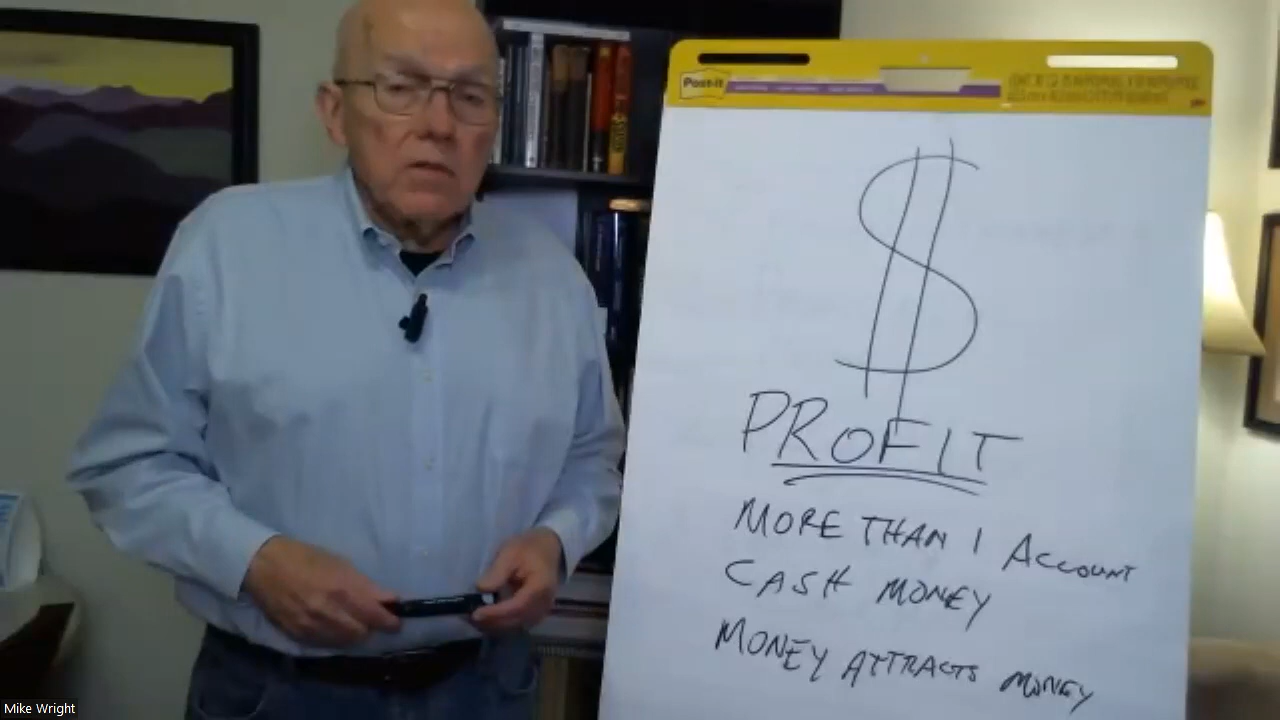 Post-it
$
PROFIT
MORE THAN 1 ACCOUNT
CASH MONEY
MONEY ATTRACTS MONEY
Mike Wright